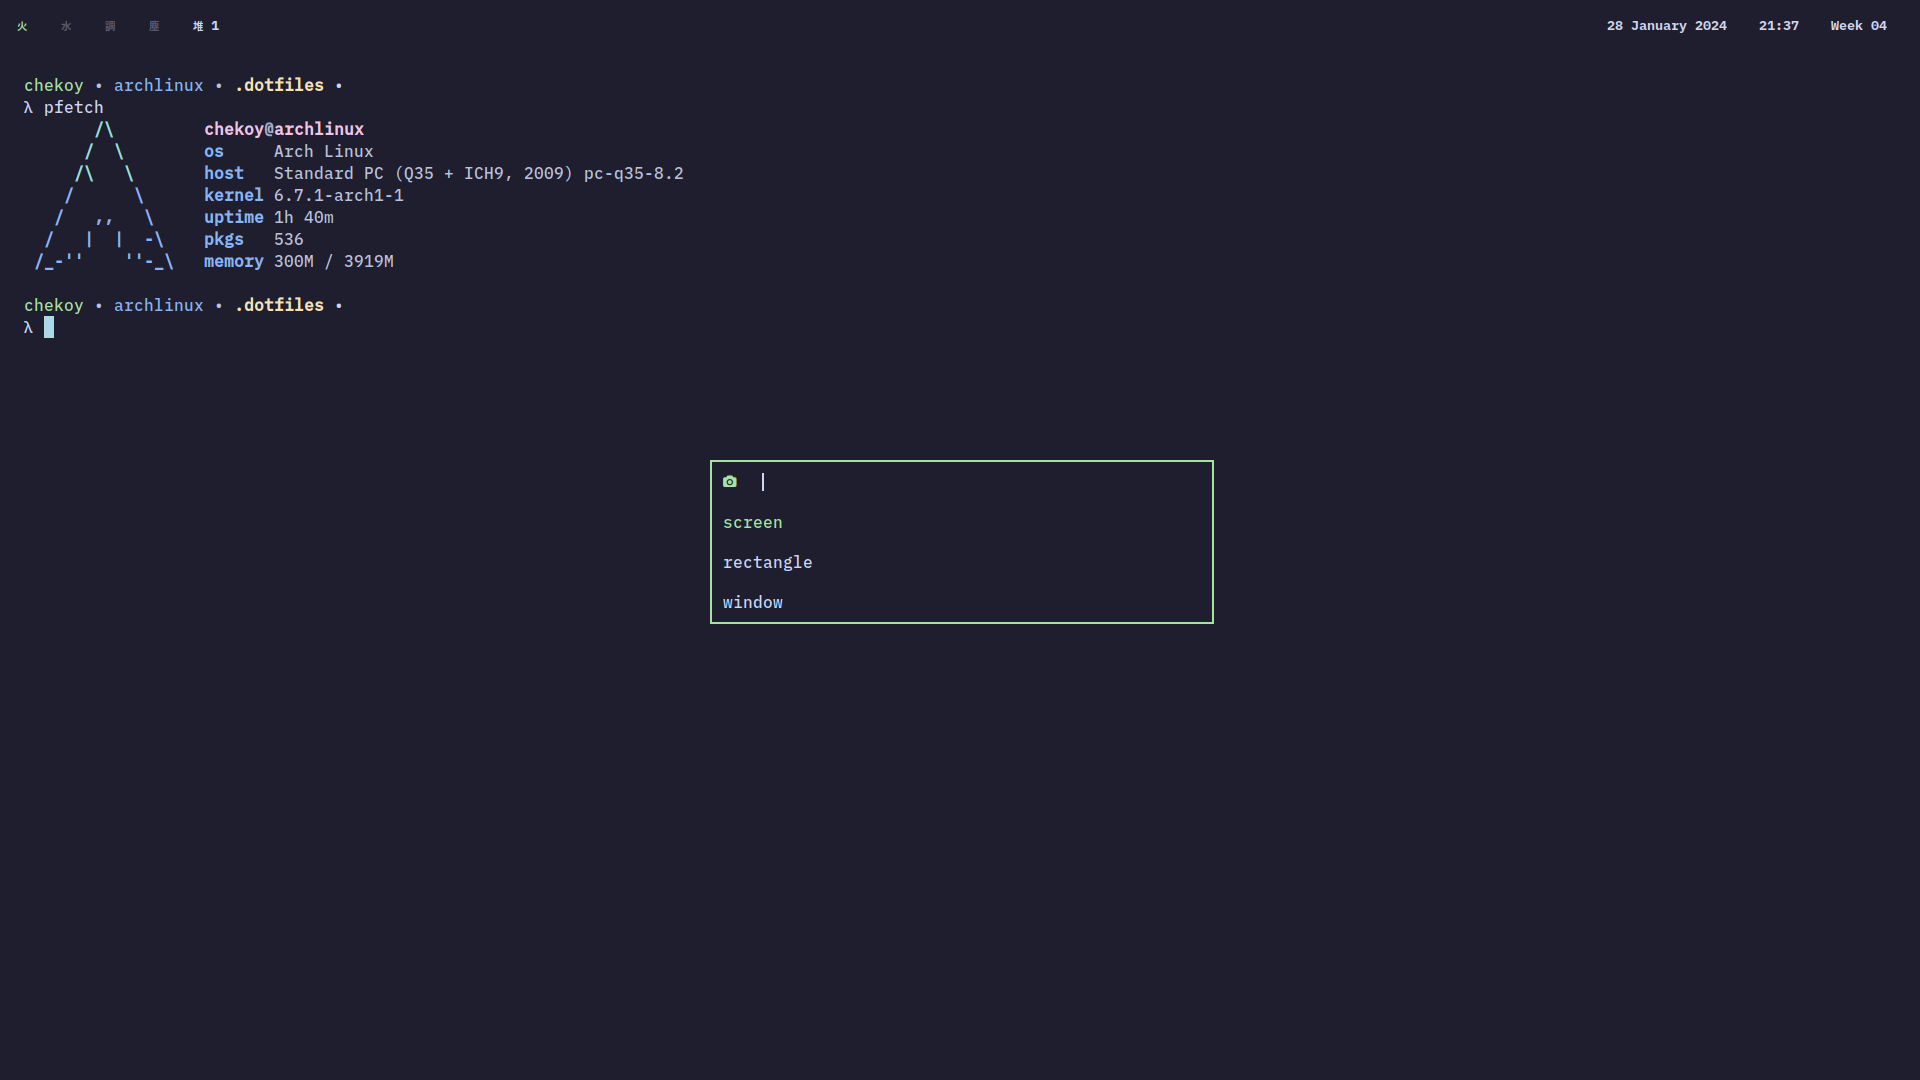 火 水 調 塵 堆 1 28 January 2024 21:37 Week 04
chekoy • archlinux • .dotfiles •
λ pfetch
/\ chekoy@archlinux
/  \ os Arch Linux
/\   \ host Standard PC (Q35 + ICH9, 2009) pc-q35-8.2
/      \ kernel 6.7.1-arch1-1
/   ,,   \ uptime 1h 40m
/   |  |  -\ pkgs 536
/_-''    ''-_\ memory 300M / 3919M
chekoy • archlinux • .dotfiles •
λ
screen
rectangle
window